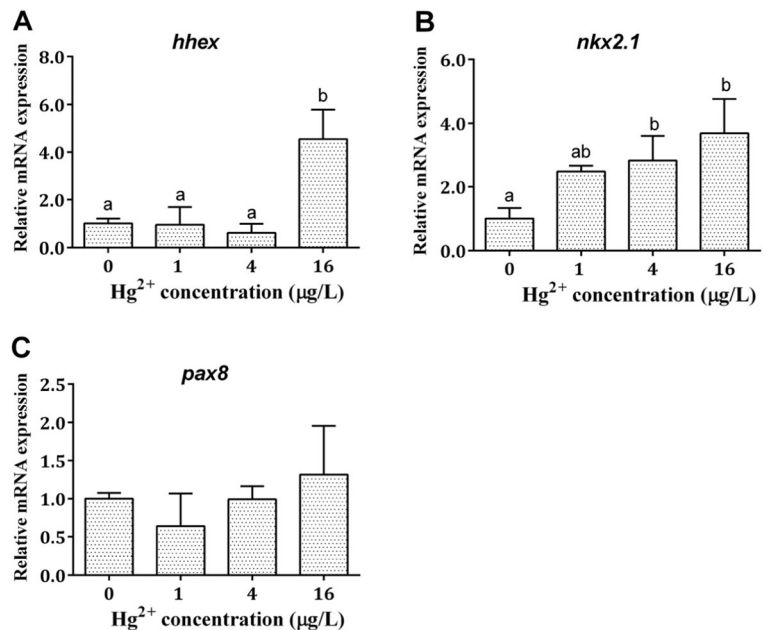 A
hhex
Relative mRNA expression
8.0
6.0
4.0
2.0
0.0
a
a
a
b
0 1 4 16
Hg²⁺ concentration (μg/L)
B
nkx2.1
Relative mRNA expression
6.0
4.0
2.0
0.0
a
ab
b
b
0 1 4 16
Hg²⁺ concentration (μg/L)
C
pax8
Relative mRNA expression
2.5
2.0
1.5
1.0
0.5
0.0
0 1 4 16
Hg²⁺ concentration (μg/L)